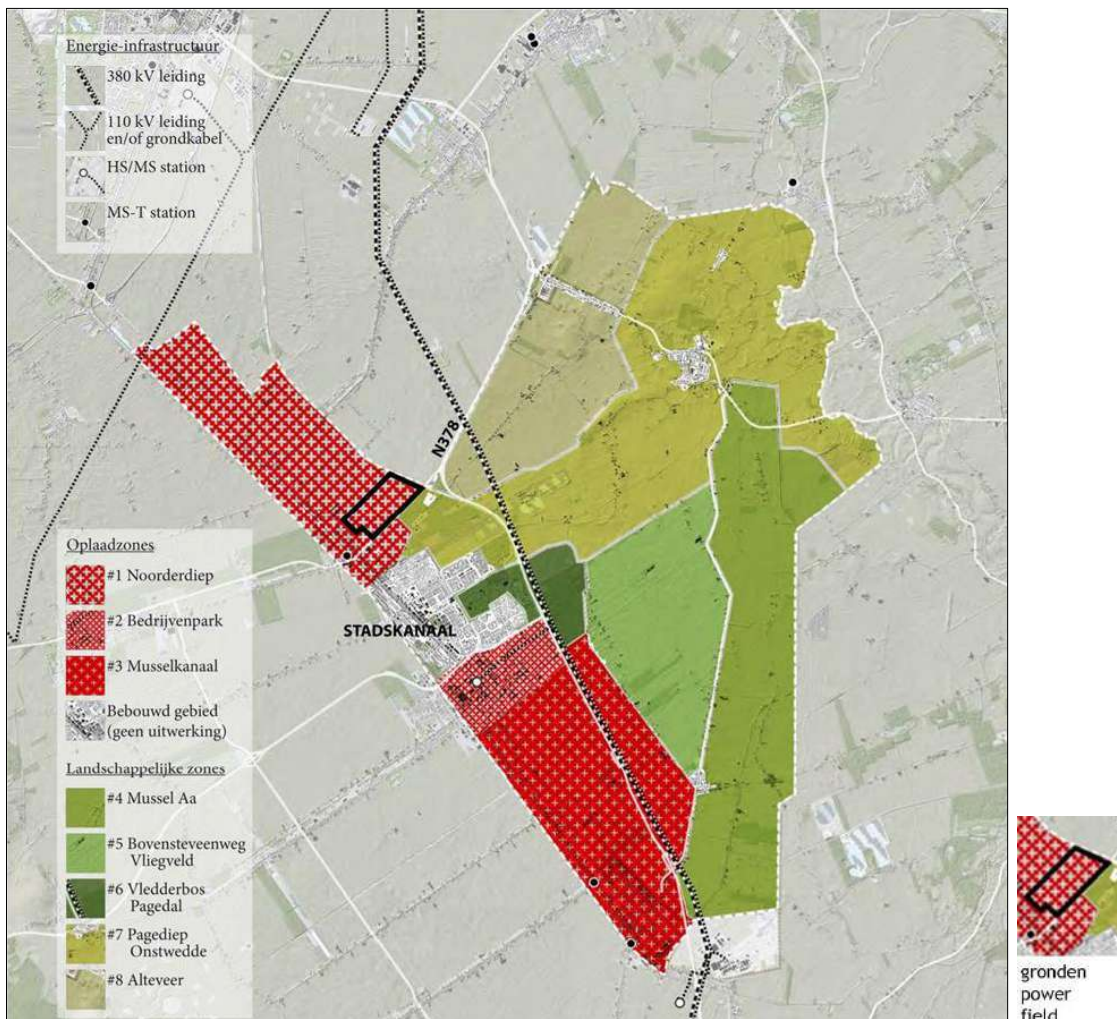 Energie-infrastructuur
380 kV leiding
110 kV leiding
en/of grondkabel
HS/MS station
MS-T station
N378
Oplaadzones
#1 Noorderdiep
#2 Bedrijvenpark
#3 Musselkanaal
Bebouwd gebied
(geen uitwerking)
STADSKANAAL
Landschappelijke zones
#4 Mussel Aa
#5 Bovensteveenweg
Vliegveld
#6 Vledderbos
Pagedal
#7 Pagediep
Onstwedde
#8 Alteveer
gronden
power
field